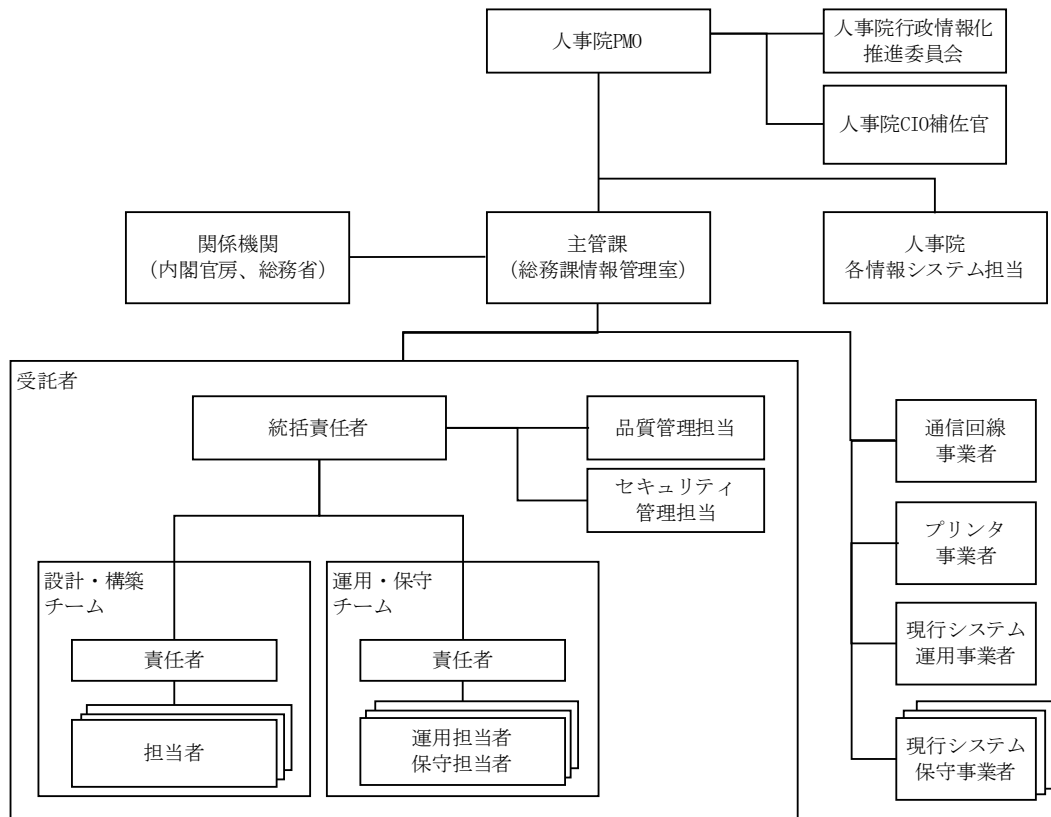 人事院PMO
人事院行政情報化
推進委員会
人事院CIO補佐官
関係機関
（内閣官房、総務省）
主管課
（総務課情報管理室）
人事院
各情報システム担当
受託者
統括責任者
品質管理担当
セキュリティ
管理担当
設計・構築
チーム
責任者
担当者
運用・保守
チーム
責任者
運用担当者
保守担当者
通信回線
事業者
プリンタ
事業者
現行システム
運用事業者
現行システム
保守事業者